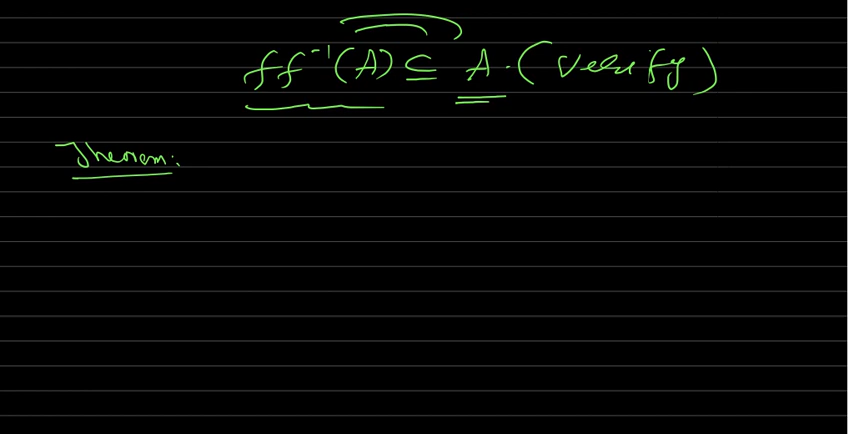 ff⁻¹(A) ⊆ A. (Verify)
Theorem: